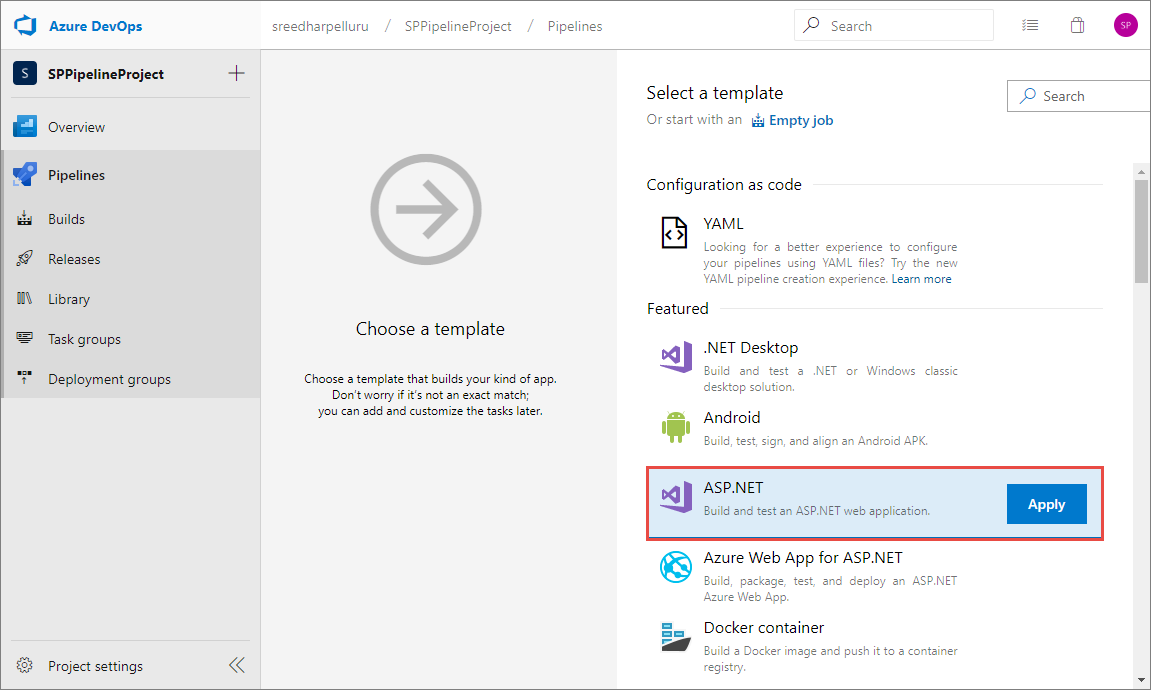 Azure DevOps
sreedharpelluru / SPPipelineProject / Pipelines
Search
SP
S
SPPipelineProject
Overview
Pipelines
Builds
Releases
Library
Task groups
Deployment groups
Project settings
Choose a template
Choose a template that builds your kind of app.
Don't worry if it's not an exact match;
you can add and customize the tasks later.
Select a template
Or start with an Empty job
Search
Configuration as code
YAML
Looking for a better experience to configure
your pipelines using YAML files? Try the new
YAML pipeline creation experience. Learn more
Featured
.NET Desktop
Build and test a .NET or Windows classic
desktop solution.
Android
Build, test, sign, and align an Android APK.
ASP.NET
Build and test an ASP.NET web application.
Apply
Azure Web App for ASP.NET
Build, package, test, and deploy an ASP.NET
Azure Web App.
Docker container
Build a Docker image and push it to a container
registry.